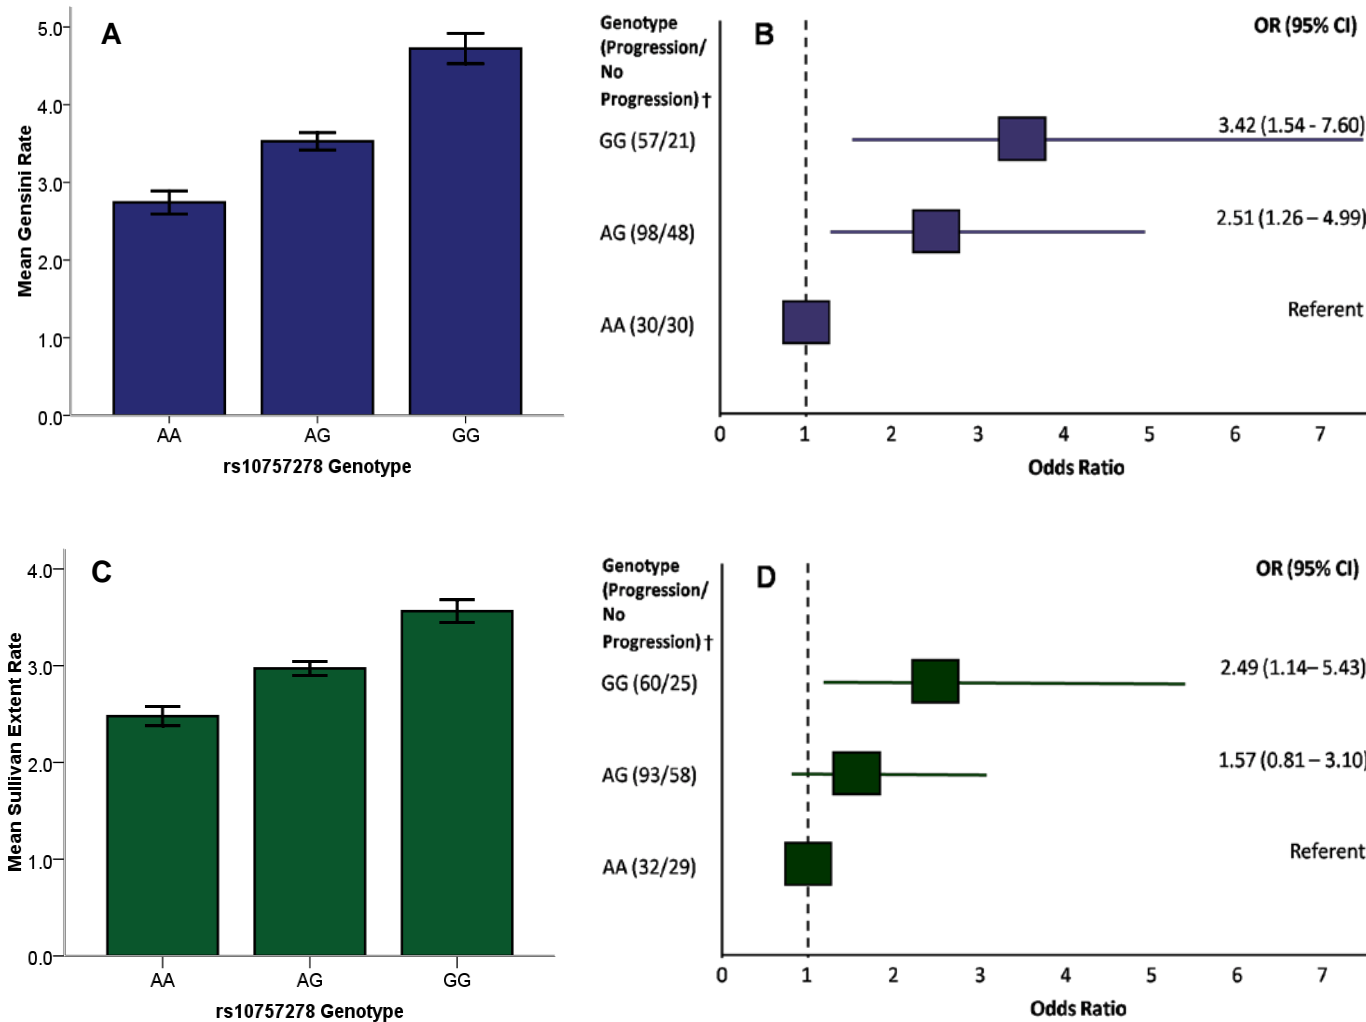 A
5.0
4.0
3.0
2.0
1.0
0.0
Mean Gensini Rate
AA AG GG
rs10757278 Genotype
Genotype
(Progression/
No
Progression) †
B
OR (95% CI)
GG (57/21)
3.42 (1.54 - 7.60)
AG (98/48)
2.51 (1.26 – 4.99)
AA (30/30)
Referent
0 1 2 3 4 5 6 7
Odds Ratio
C
4.0
3.0
2.0
1.0
0.0
Mean Sullivan Extent Rate
AA AG GG
rs10757278 Genotype
Genotype
(Progression/
No
Progression) †
D
OR (95% CI)
GG (60/25)
2.49 (1.14– 5.43)
AG (93/58)
1.57 (0.81 – 3.10)
AA (32/29)
Referent
0 1 2 3 4 5 6 7
Odds Ratio